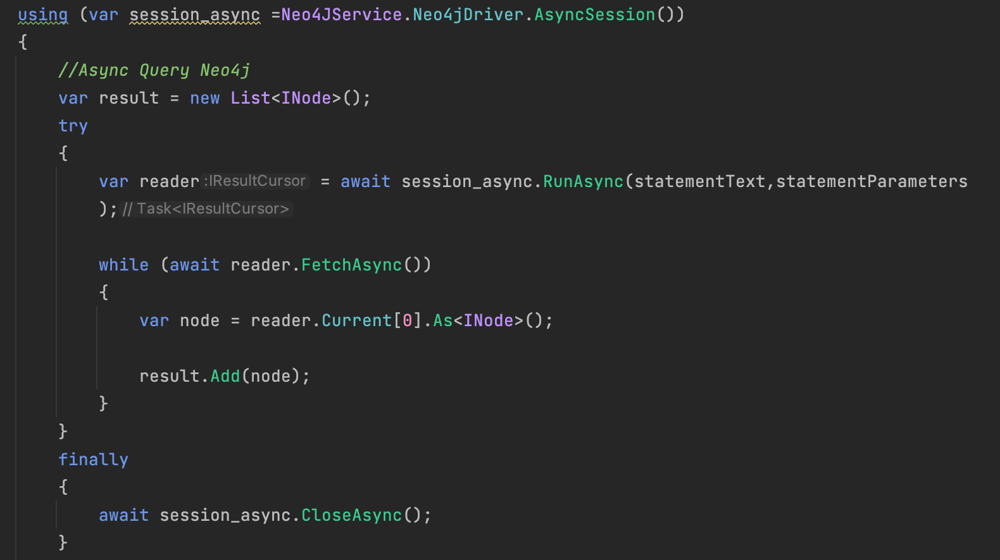 using (var session_async =Neo4JService.Neo4jDriver.AsyncSession())
{
//Async Query Neo4j
var result = new List<INode>();
try
{
var reader :IResultCursor = await session_async.RunAsync(statementText,statementParameters
); // Task<IResultCursor>
while (await reader.FetchAsync())
{
var node = reader.Current[0].As<INode>();
result.Add(node);
}
}
finally
{
await session_async.CloseAsync();
}